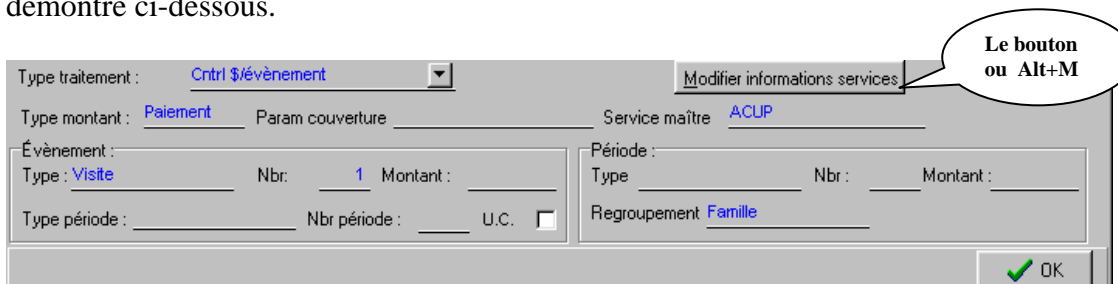 démontré ci-dessous.
Le bouton
ou Alt+M
Type traitement : Cntrl $/évènement Modifier informations services
Type montant : Paiement Param couverture Service maître ACUP
Évènement : Période :
Type : Visite Nbr: 1 Montant : Type Nbr : Montant :
Type période : Nbr période : U.C. Regroupement Famille
OK